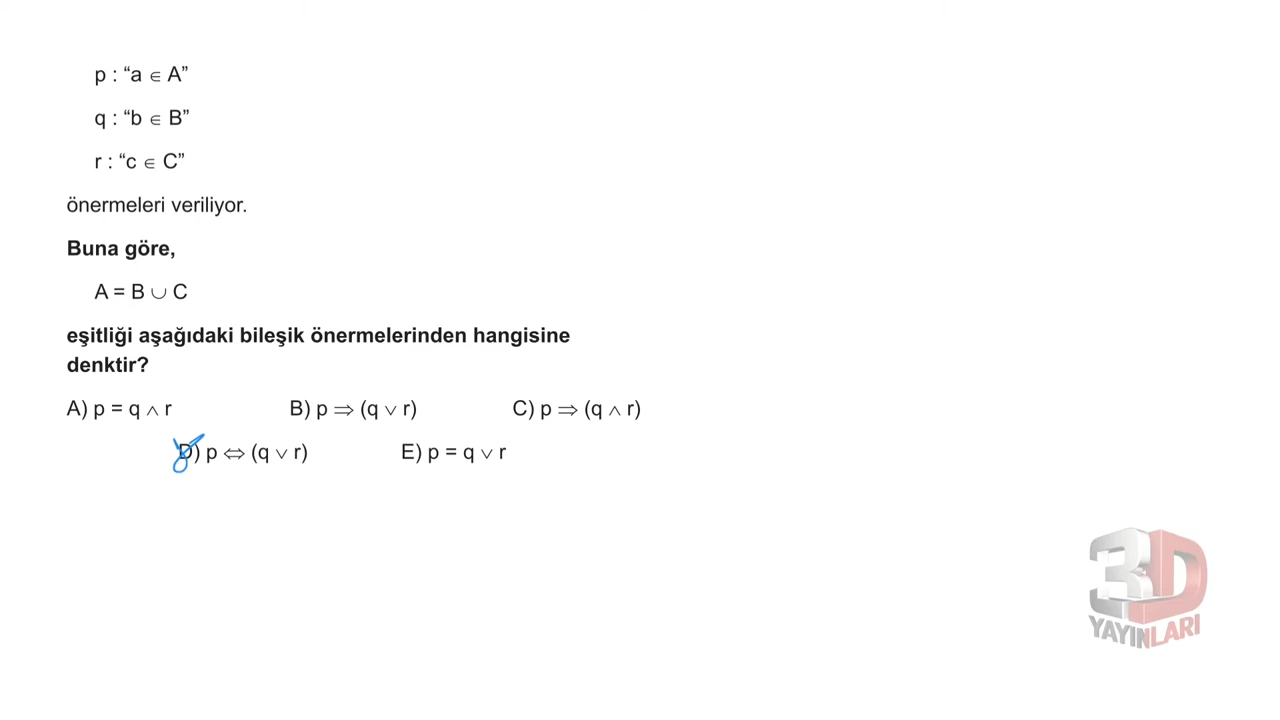 p : “a ∈ A”
q : “b ∈ B”
r : “c ∈ C”
önermeleri veriliyor.
Buna göre,
A = B ∪ C
eşitliği aşağıdaki bileşik önermelerinden hangisine
denktir?
A) p = q ∧ r B) p ⇒ (q ∨ r) C) p ⇒ (q ∧ r)
D) p ⇔ (q ∨ r) E) p = q ∨ r
3D
YAYINLARI